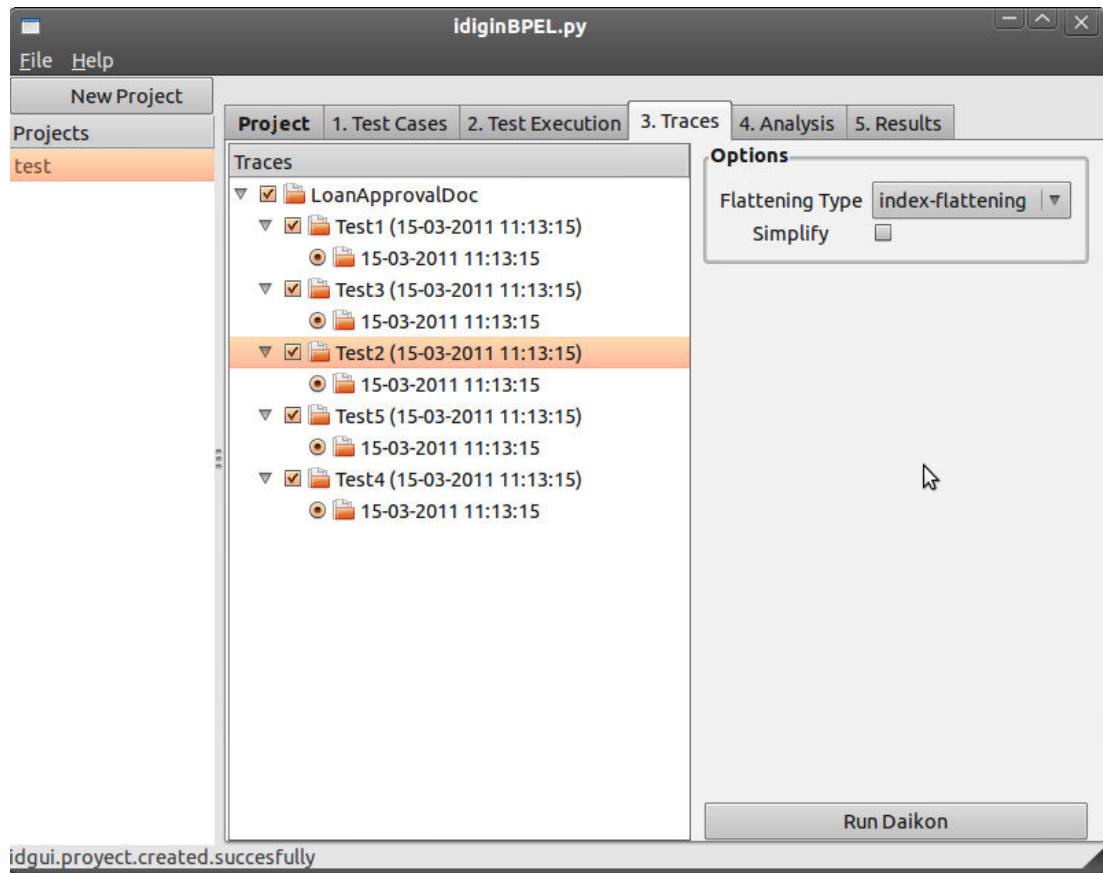 idiginBPEL.py
File Help
New Project
Projects
test
Project 1. Test Cases 2. Test Execution 3. Traces 4. Analysis 5. Results
Traces
LoanApprovalDoc
Test1 (15-03-2011 11:13:15)
15-03-2011 11:13:15
Test3 (15-03-2011 11:13:15)
15-03-2011 11:13:15
Test2 (15-03-2011 11:13:15)
15-03-2011 11:13:15
Test5 (15-03-2011 11:13:15)
15-03-2011 11:13:15
Test4 (15-03-2011 11:13:15)
15-03-2011 11:13:15
Options
Flattening Type index-flattening
Simplify
Run Daikon
idgui.proyect.created.succesfully